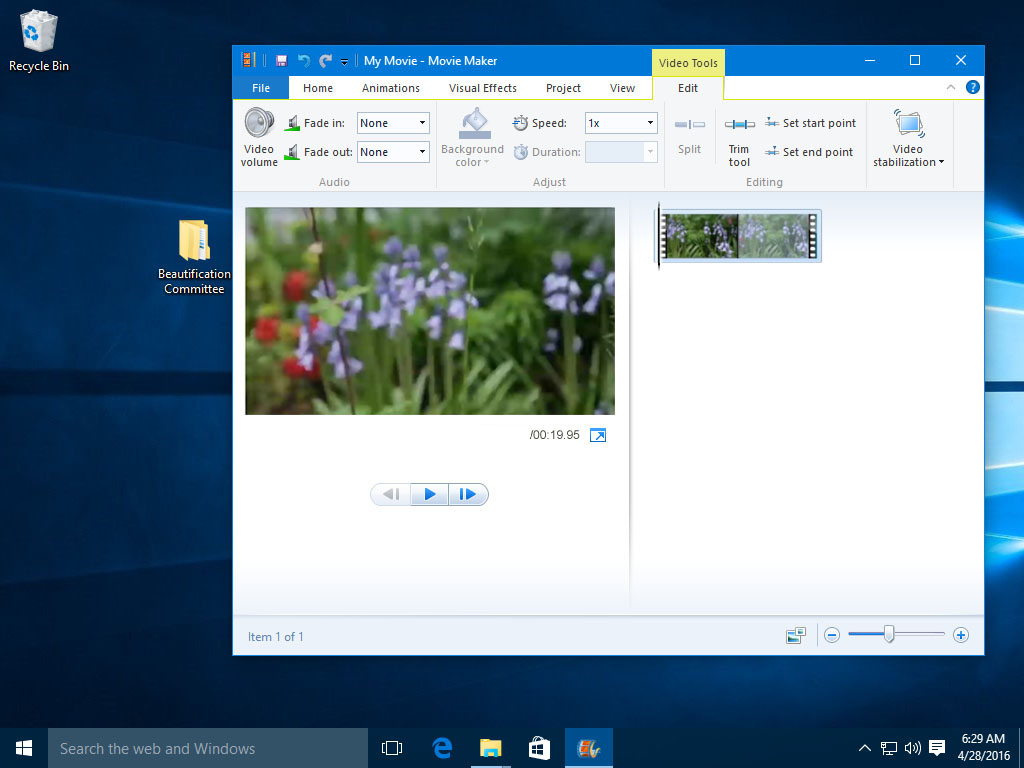 Recycle Bin
Beautification
Committee
My Movie - Movie Maker
Video Tools
File Home Animations Visual Effects Project View Edit
Video
volume
Fade in: None
Fade out: None
Audio
Background
color
Speed: 1x
Duration:
Adjust
Split
Trim
tool
Set start point
Set end point
Editing
Video
stabilization
/00:19.95
Item 1 of 1
Search the web and Windows
6:29 AM
4/28/2016